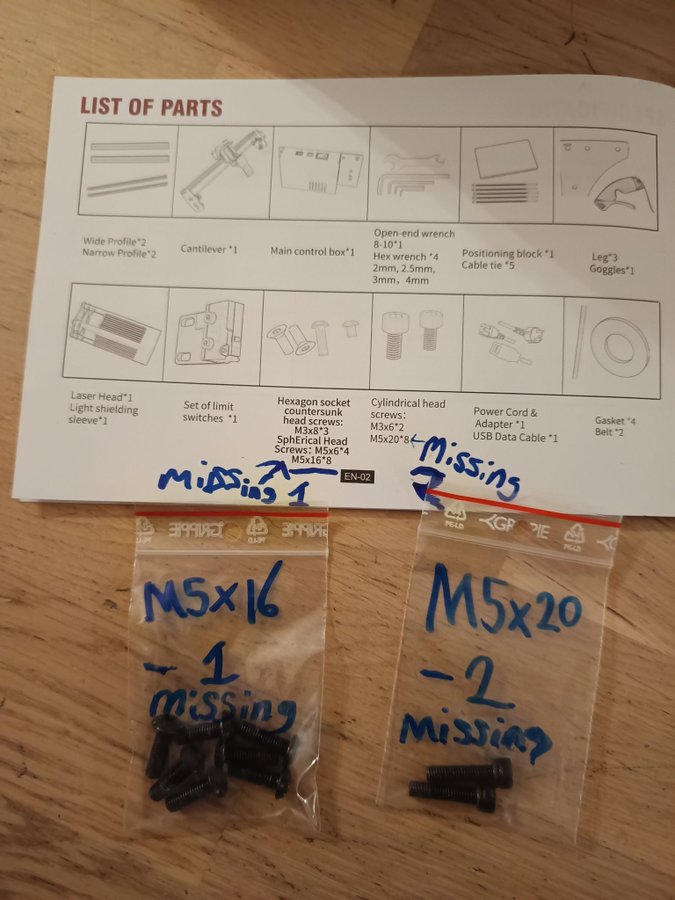 LIST OF PARTS
Wide Profile*2
Narrow Profile*2
Cantilever *1
Main control box*1
Open-end wrench
8-10*1
Hex wrench *4
2mm, 2.5mm,
3mm, 4mm
Positioning block *1
Cable tie *5
Leg*3
Goggles*1
Laser Head*1
Light shielding
sleeve*1
Set of limit
switches *1
Hexagon socket
countersunk
head screws:
M3x8*3
SphErical Head
Screws: M5x6*4
M5x16*8
Cylindrical head
screws:
M3x6*2
M5x20*8
Power Cord &
Adapter *1
USB Data Cable *1
Gasket *4
Belt *2
Missing
missing 1
EN-02
GRIPPIE
PE-LD
PE-LD
M5x16
- 1
missing
M5x20
- 2
missing